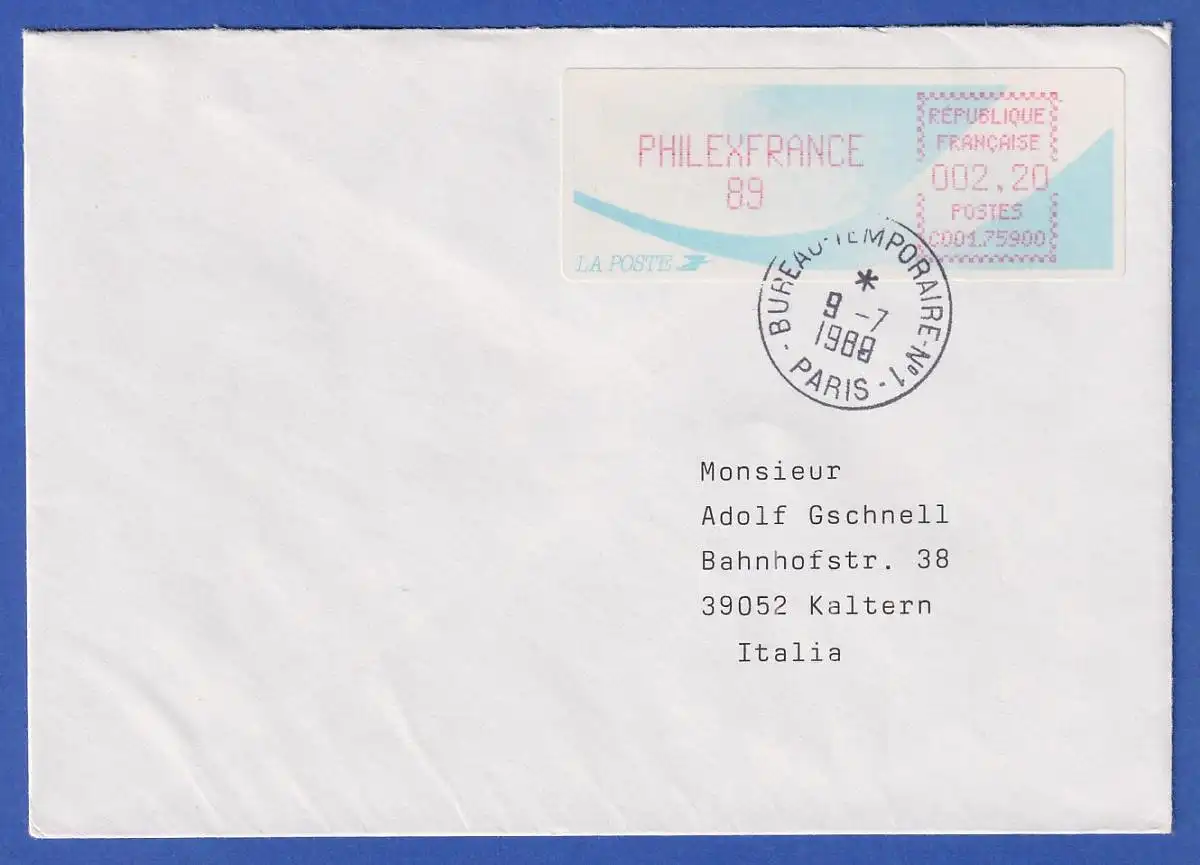 PHILEXFRANCE
89
LA POSTE
RÉPUBLIQUE
FRANÇAISE
002,20
POSTES
C001.75900
BUREAU TEMPORAIRE-N°1
*
9 -7
PARIS
Monsieur
Adolf Gschnell
Bahnhofstr. 38
39052 Kaltern
Italia